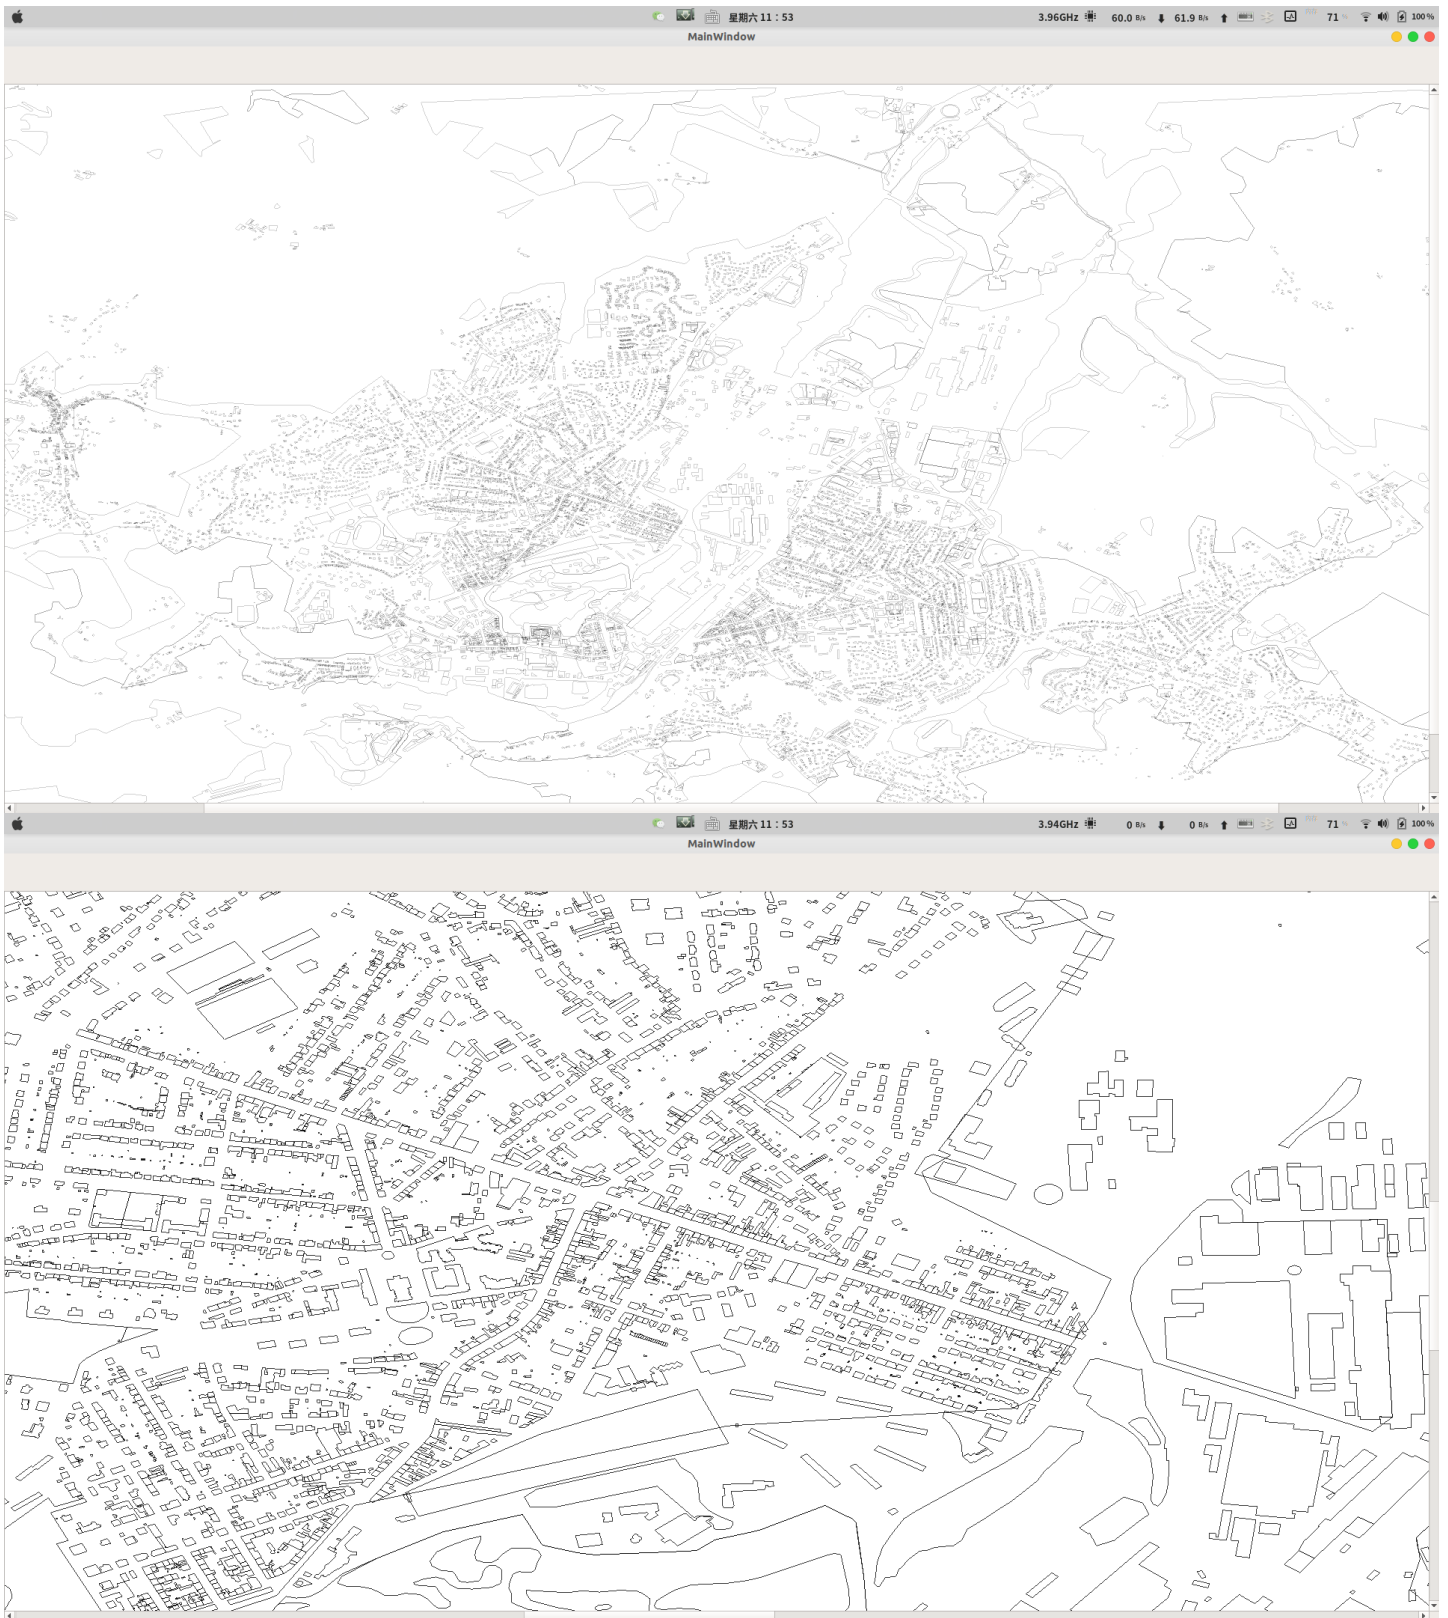 星期六 11：53
3.96GHz 60.0 B/s 61.9 B/s 71 100 %
MainWindow
星期六 11：53
3.94GHz 0 B/s 0 B/s 71 100 %
MainWindow